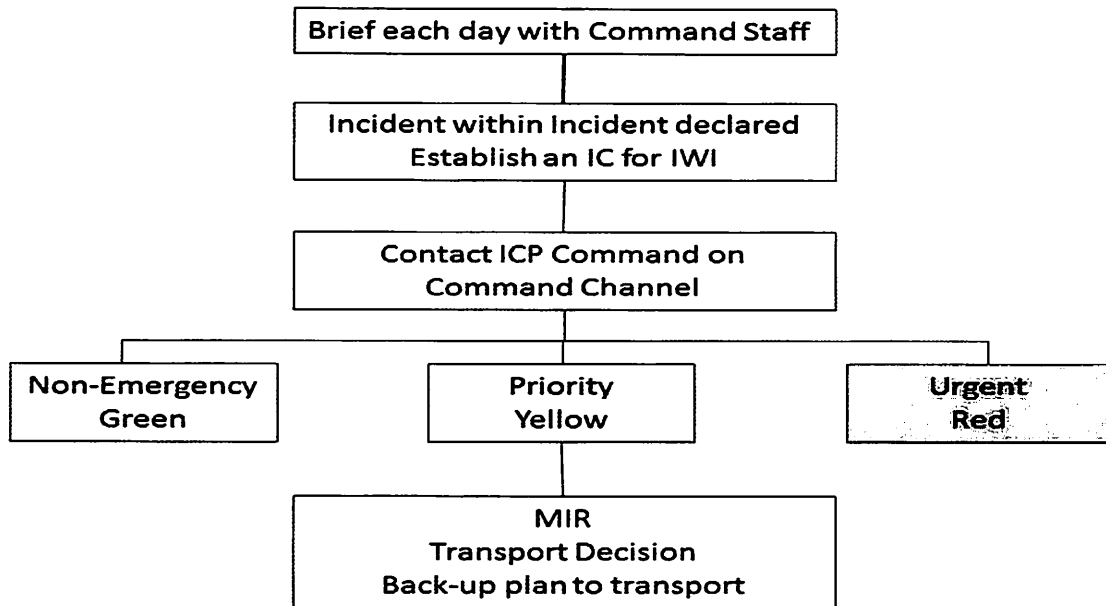 Brief each day with Command Staff
Incident within Incident declared
Establish an IC for IWI
Contact ICP Command on
Command Channel
Non-Emergency
Green
Priority
Yellow
Urgent
Red
MIR
Transport Decision
Back-up plan to transport